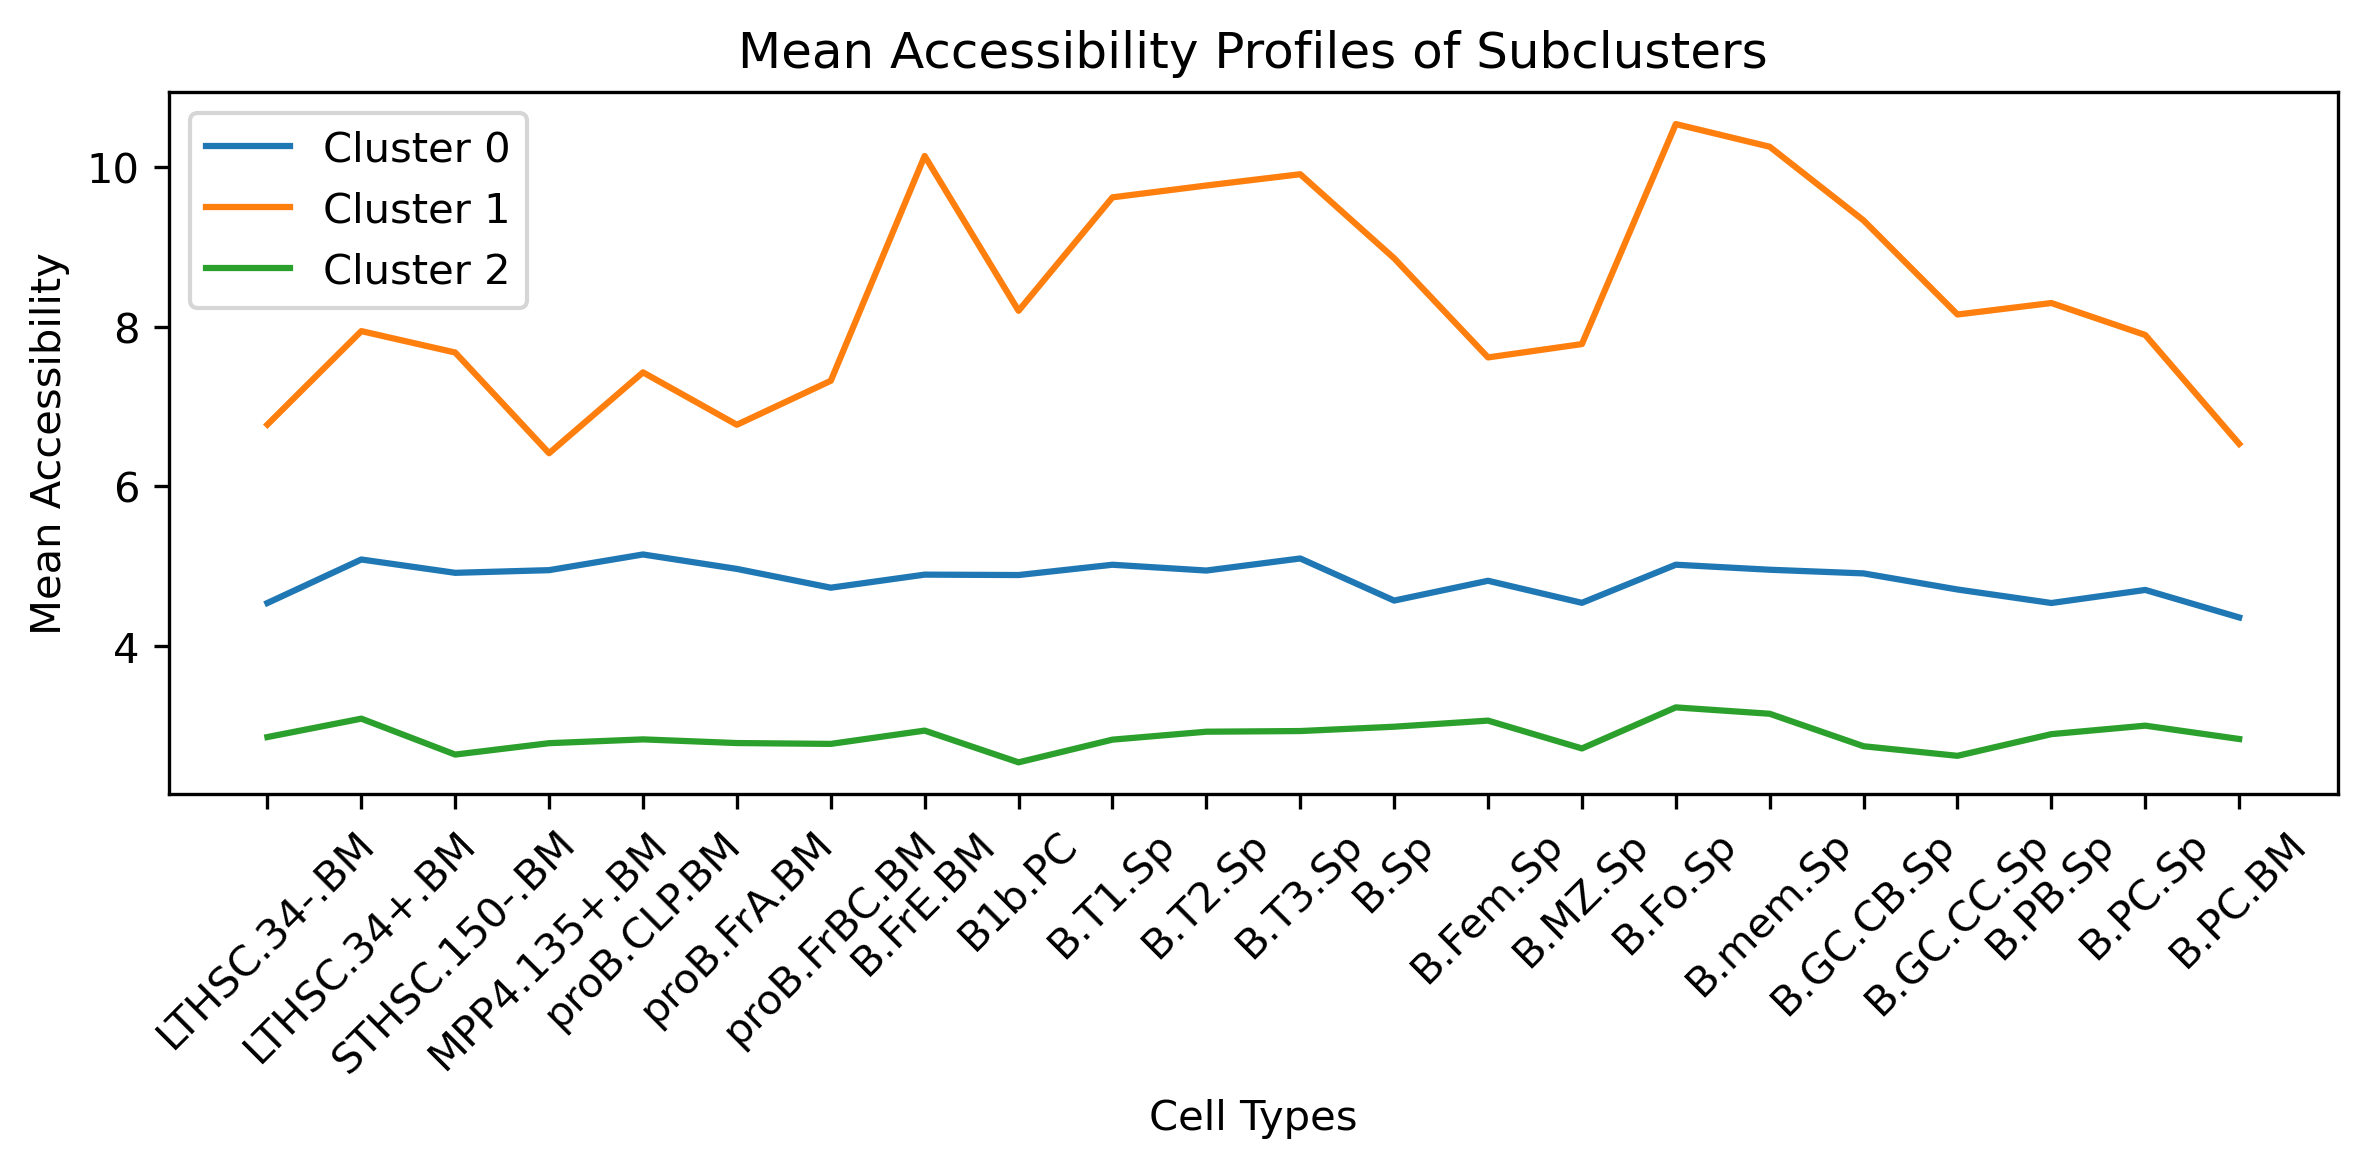 Mean Accessibility Profiles of Subclusters
Cluster 0
Cluster 1
Cluster 2
Mean Accessibility
10
8
6
4
LTHSC.34-.BM
LTHSC.34+.BM
STHSC.150-.BM
MPP4.135+.BM
proB.CLP.BM
proB.FrA.BM
proB.FrBC.BM
B.FrE.BM
B1b.PC
B.T1.Sp
B.T2.Sp
B.T3.Sp
B.Sp
B.Fem.Sp
B.MZ.Sp
B.Fo.Sp
B.mem.Sp
B.GC.CB.Sp
B.GC.CC.Sp
B.PB.Sp
B.PC.Sp
B.PC.BM
Cell Types